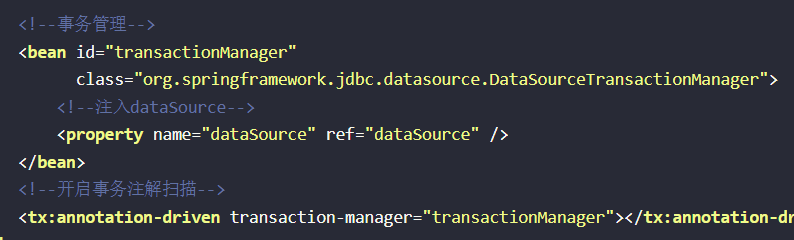 <!--事务管理-->
<bean id="transactionManager"
class="org.springframework.jdbc.datasource.DataSourceTransactionManager">
<!--注入dataSource-->
<property name="dataSource" ref="dataSource" />
</bean>
<!--开启事务注解扫描-->
<tx:annotation-driven transaction-manager="transactionManager"></tx:annotation-dr